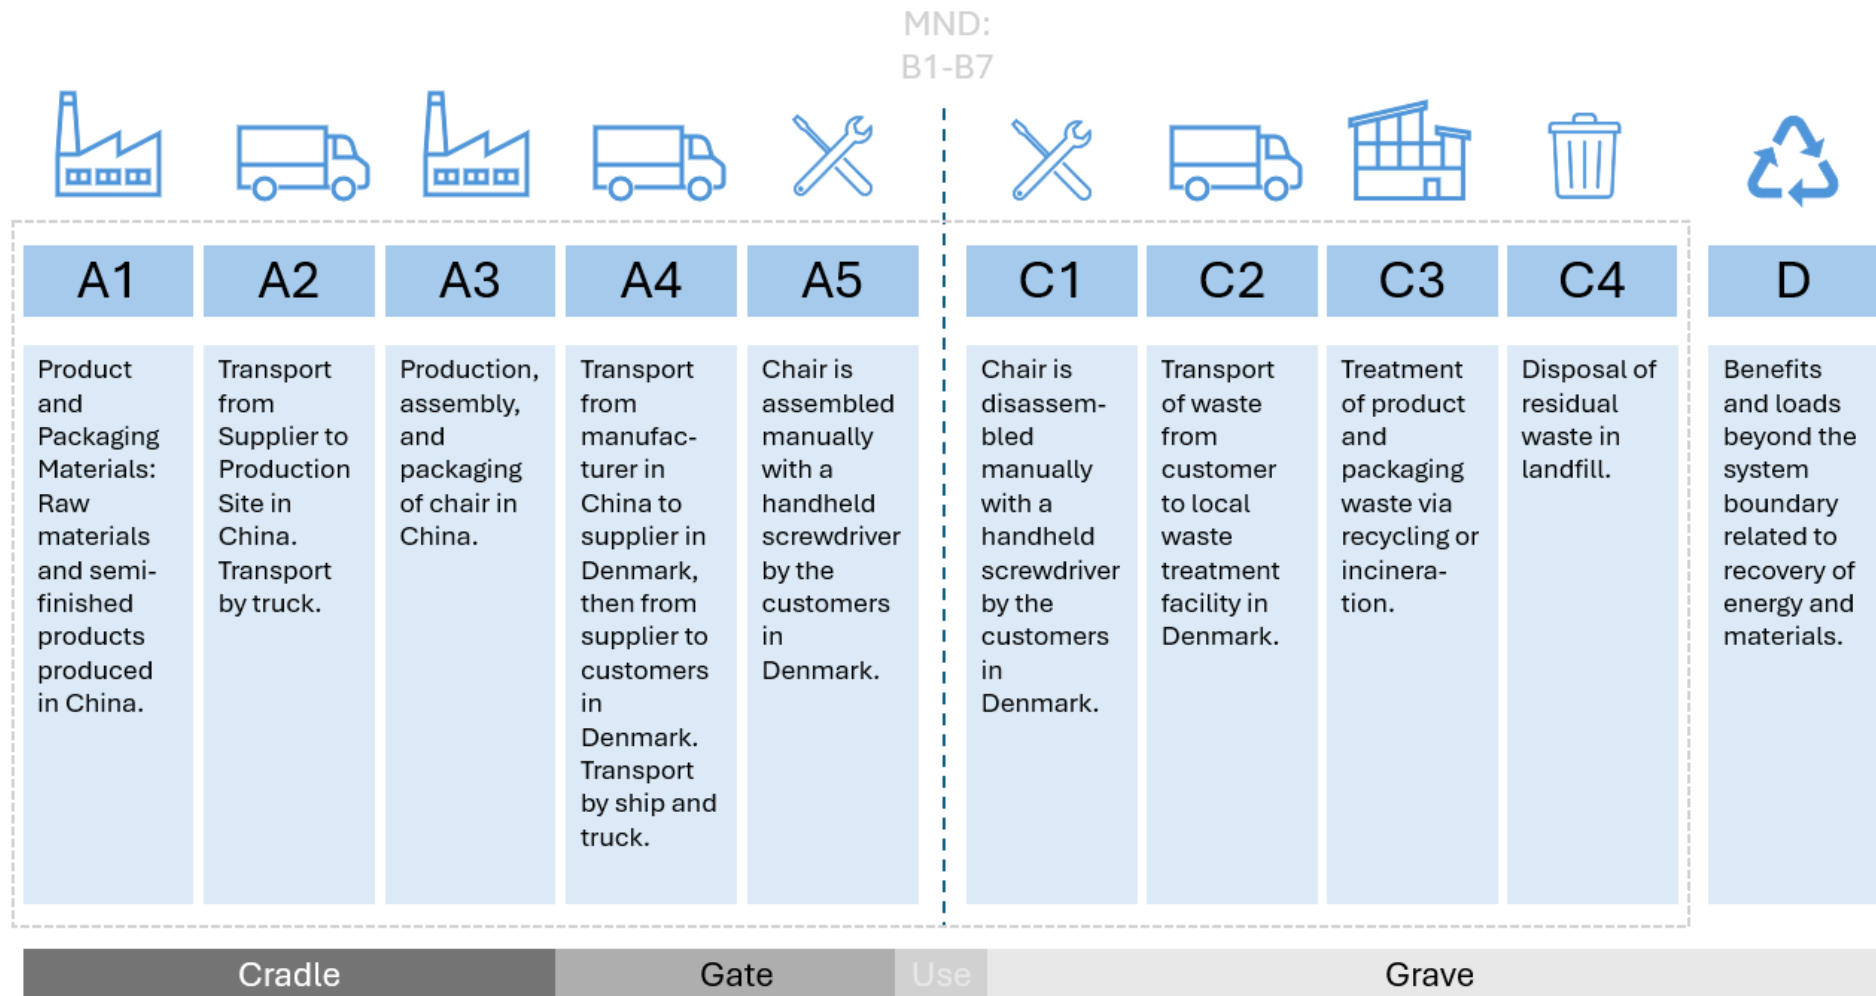 MND:
B1-B7
A1
A2
A3
A4
A5
C1
C2
C3
C4
D
Product
and
Packaging
Materials:
Raw
materials
and semi-
finished
products
produced
in China.
Transport
from
Supplier to
Production
Site in
China.
Transport
by truck.
Production,
assembly,
and
packaging
of chair in
China.
Transport
from
manufac-
turer in
China to
supplier in
Denmark,
then from
supplier to
customers
in
Denmark.
Transport
by ship and
truck.
Chair is
assembled
manually
with a
handheld
screwdriver
by the
customers
in
Denmark.
Chair is
disassem-
bled
manually
with a
handheld
screwdriver
by the
customers
in
Denmark.
Transport
of waste
from
customer
to local
waste
treatment
facility in
Denmark.
Treatment
of product
and
packaging
waste via
recycling or
incinera-
tion.
Disposal of
residual
waste in
landfill.
Benefits
and loads
beyond the
system
boundary
related to
recovery of
energy and
materials.
Cradle
Gate
Use
Grave